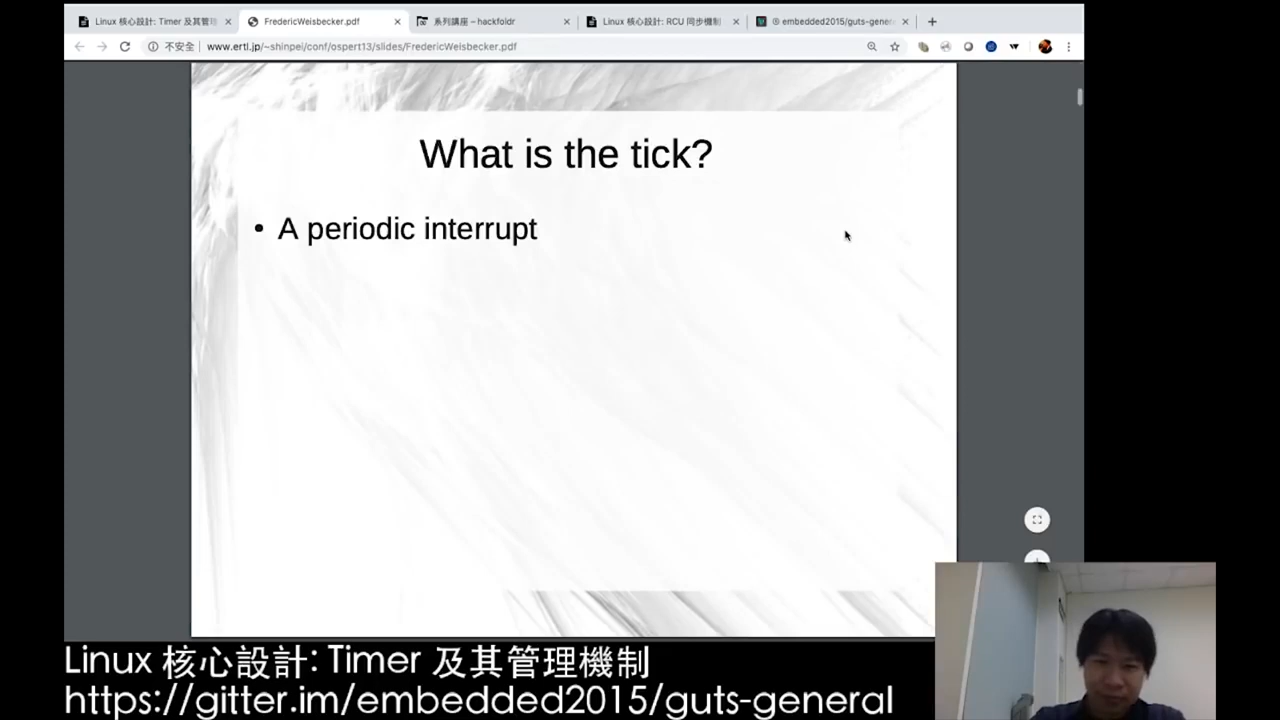 Linux 核心設計: Timer 及其管理
FredericWeisbecker.pdf
系列講座 – hackfoldr
Linux 核心設計: RCU 同步機制
embedded2015/guts-gener
不安全
www.ertl.jp/~shinpei/conf/ospert13/slides/FredericWeisbecker.pdf
What is the tick?
• A periodic interrupt
Linux 核心設計: Timer 及其管理機制
https://gitter.im/embedded2015/guts-general